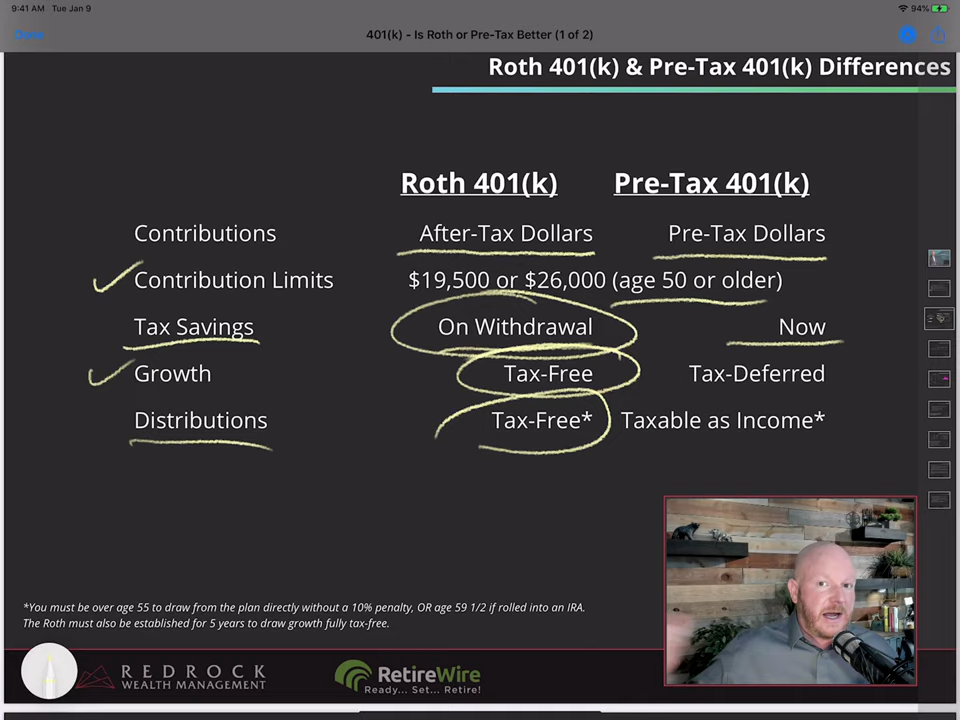 9:41 AM Tue Jan 9
94%
Done
401(k) - Is Roth or Pre-Tax Better (1 of 2)
Roth 401(k) & Pre-Tax 401(k) Differences
Roth 401(k) Pre-Tax 401(k)
Contributions After-Tax Dollars Pre-Tax Dollars
Contribution Limits $19,500 or $26,000 (age 50 or older)
Tax Savings On Withdrawal Now
Growth Tax-Free Tax-Deferred
Distributions Tax-Free* Taxable as Income*
*You must be over age 55 to draw from the plan directly without a 10% penalty, OR age 59 1/2 if rolled into an IRA.
The Roth must also be established for 5 years to draw growth fully tax-free.
REDROCK
WEALTH MANAGEMENT
RetireWire
Ready... Set... Retire!